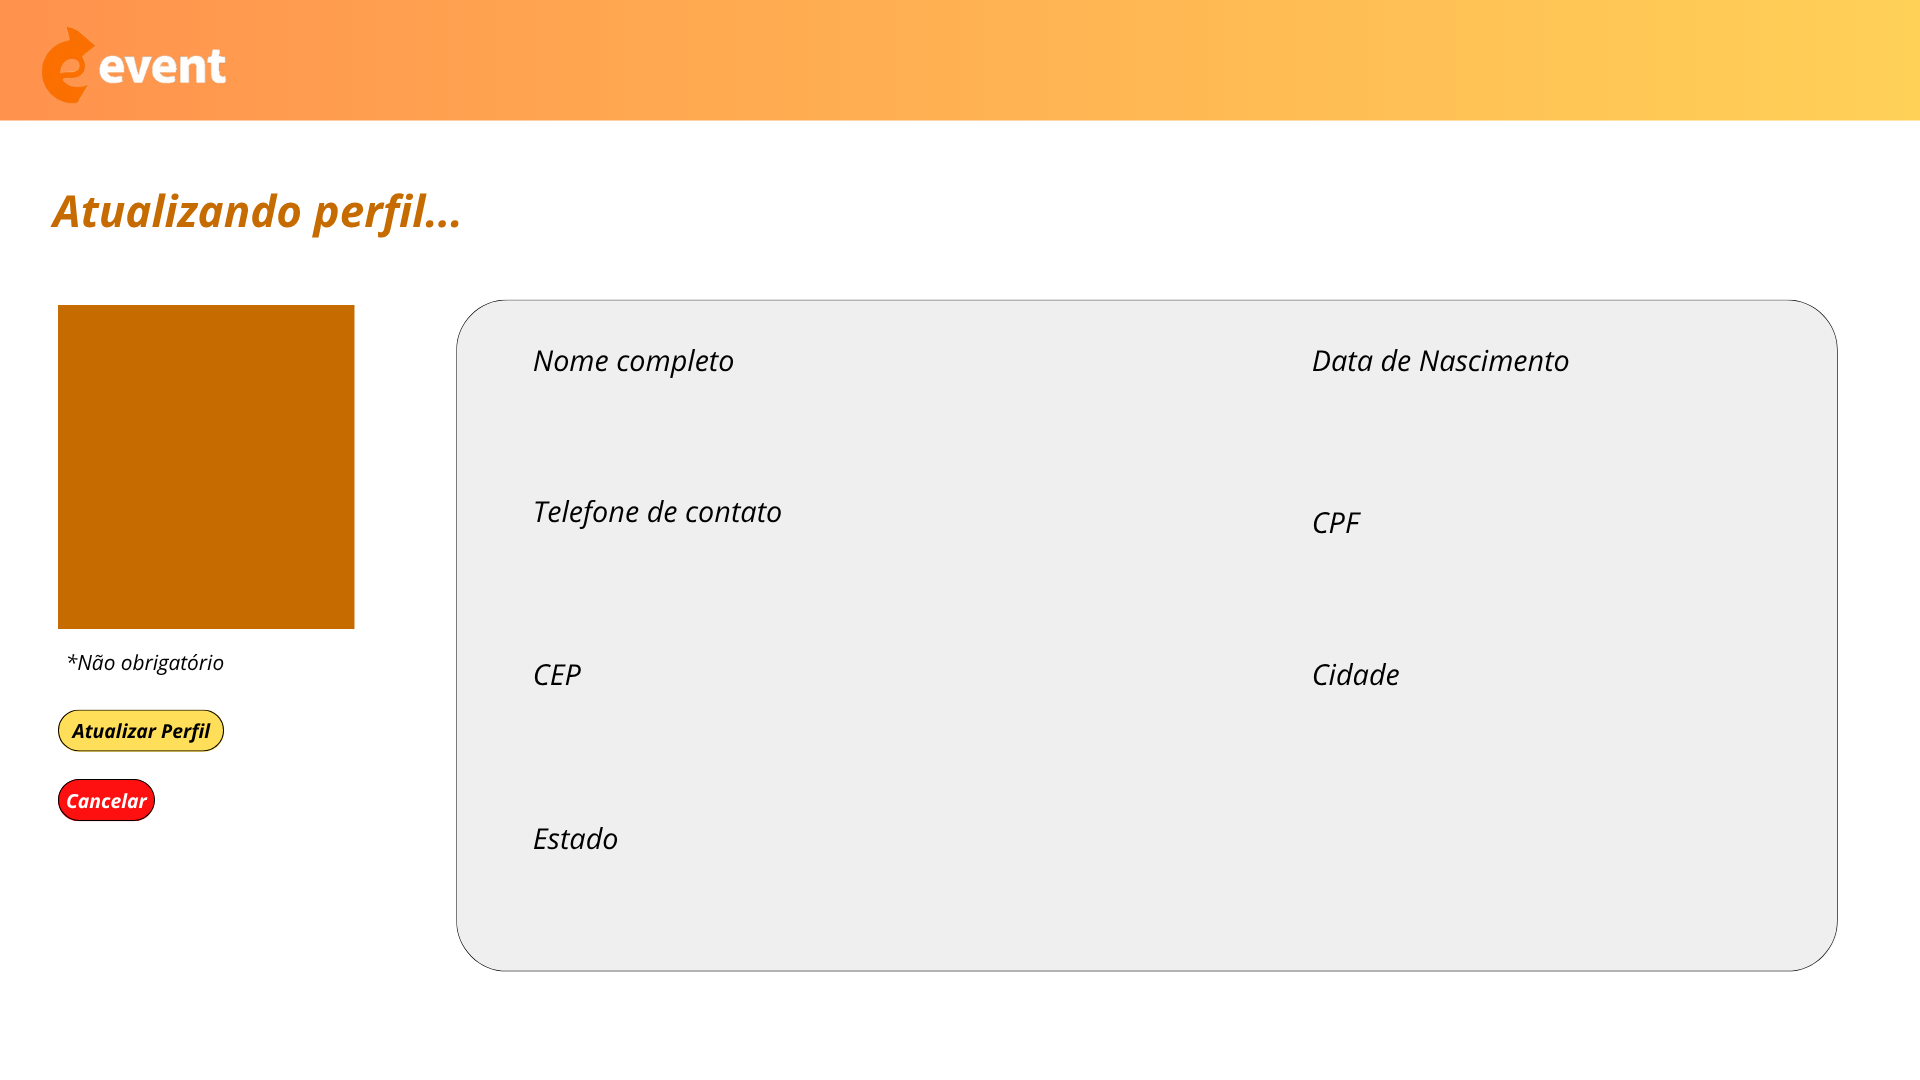 event
Atualizando perfil...
Nome completo
Data de Nascimento
Telefone de contato
CPF
CEP
Cidade
Estado
*Não obrigatório
Atualizar Perfil
Cancelar